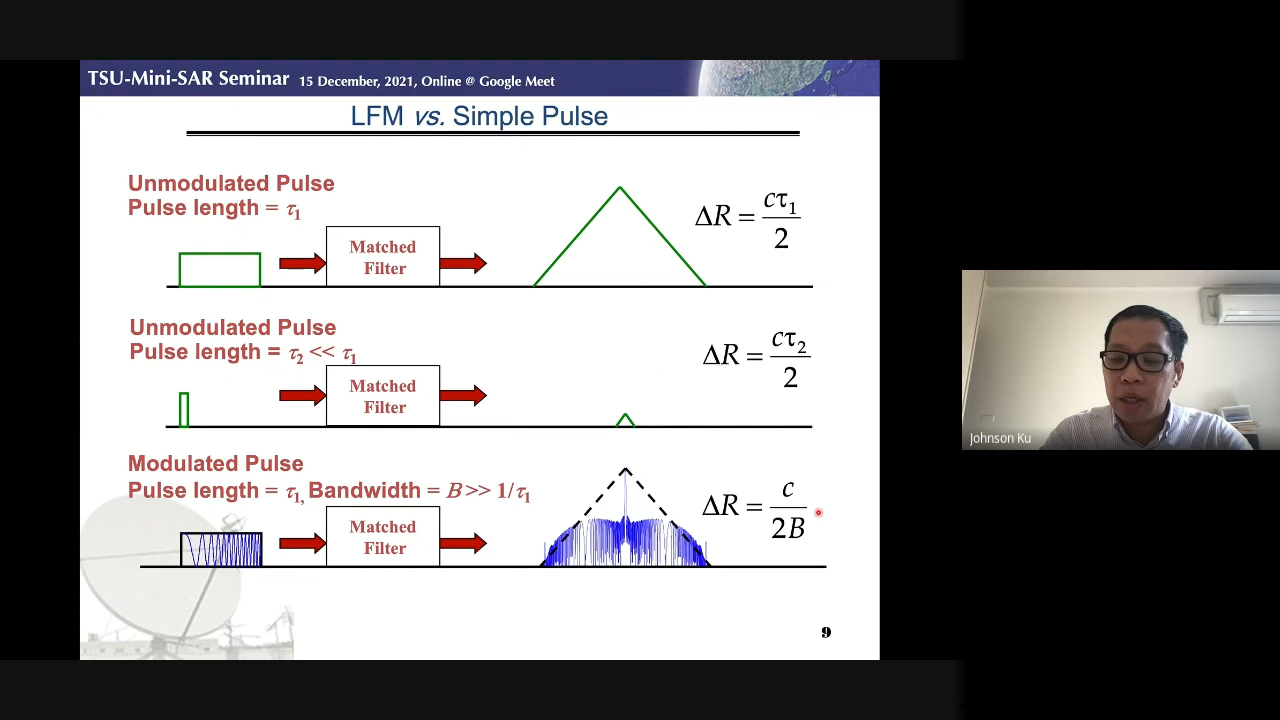 TSU-Mini-SAR Seminar 15 December, 2021, Online @ Google Meet
LFM vs. Simple Pulse
Unmodulated Pulse
Pulse length = τ₁
Matched
Filter
ΔR = cτ₁/2
Unmodulated Pulse
Pulse length = τ₂ << τ₁
Matched
Filter
ΔR = cτ₂/2
Modulated Pulse
Pulse length = τ₁, Bandwidth = B >> 1/τ₁
Matched
Filter
ΔR = c/2B
9
Johnson Ku